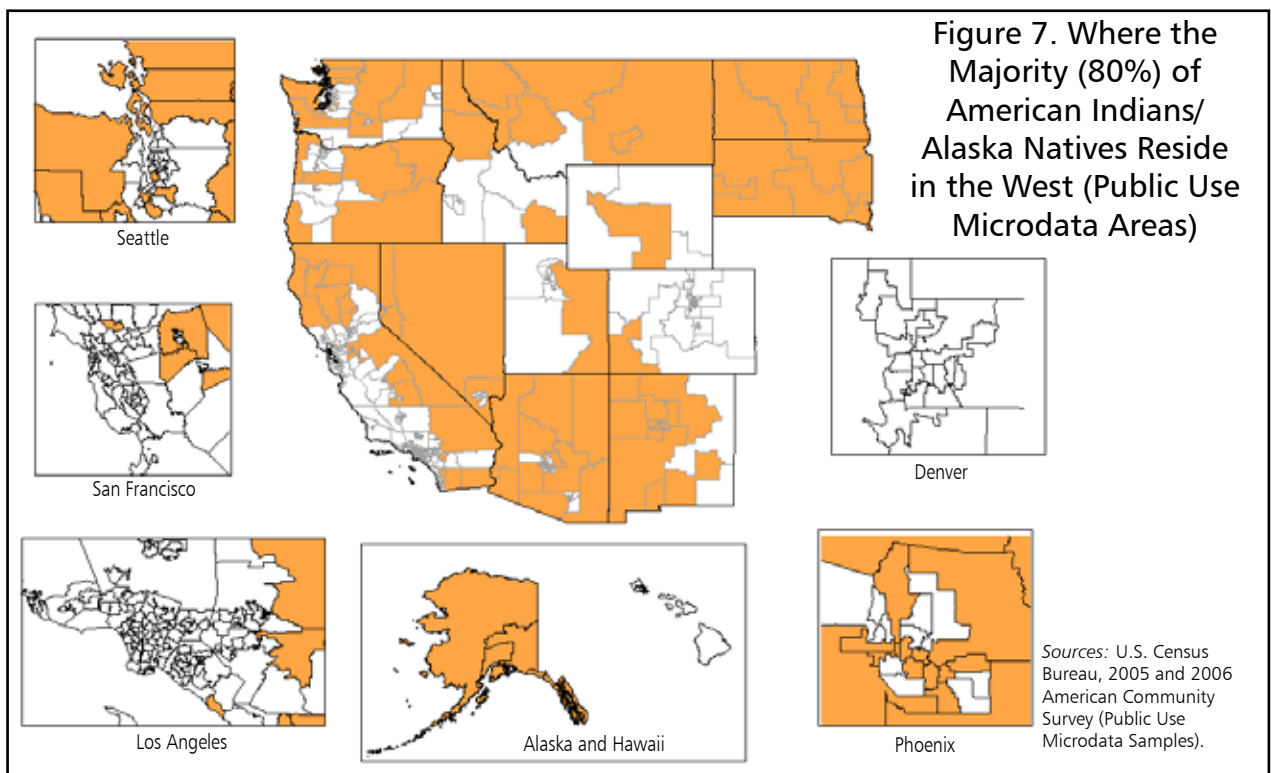 Figure 7. Where the
Majority (80%) of
American Indians/
Alaska Natives Reside
in the West (Public Use
Microdata Areas)
Seattle
San Francisco
Denver
Los Angeles
Alaska and Hawaii
Phoenix
Sources: U.S. Census
Bureau, 2005 and 2006
American Community
Survey (Public Use
Microdata Samples).